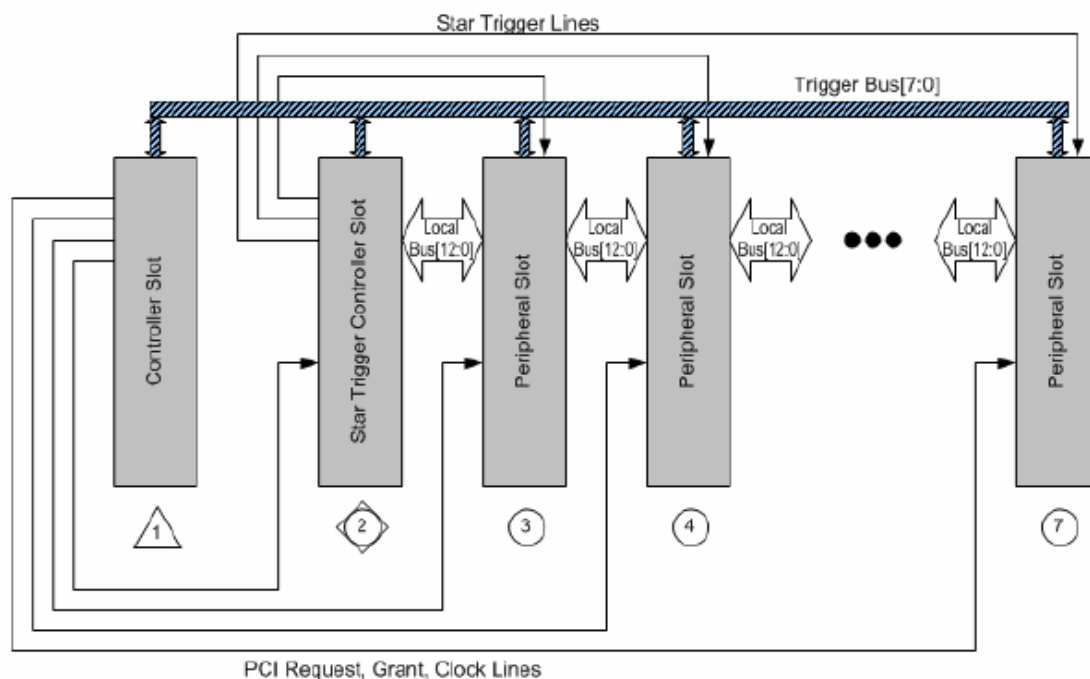 Star Trigger Lines
Trigger Bus[7:0]
Controller Slot
Star Trigger Controller Slot
Local
Bus[12:0]
Peripheral Slot
Local
Bus[12:0]
Peripheral Slot
Local
Bus[12:0]
Local
Bus[12:0]
Peripheral Slot
1
2
3
4
7
PCI Request, Grant, Clock Lines